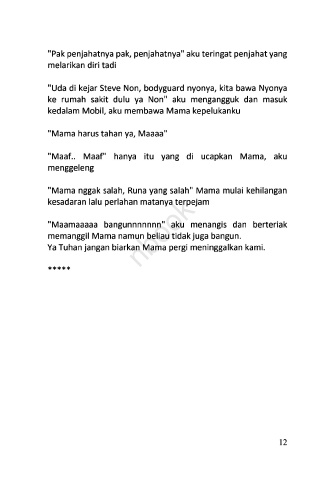 "Pak penjahatnya pak, penjahatnya" aku teringat penjahat yang
melarikan diri tadi
"Uda di kejar Steve Non, bodyguard nyonya, kita bawa Nyonya
ke rumah sakit dulu ya Non" aku mengangguk dan masuk
kedalam Mobil, aku membawa Mama kepelukanku
"Mama harus tahan ya, Maaaa"
"Maaf.. Maaf" hanya itu yang di ucapkan Mama, aku
menggeleng
"Mama nggak salah, Runa yang salah" Mama mulai kehilangan
kesadaran lalu perlahan matanya terpejam
"Maamaaaaa bangunnnnnnn" aku menangis dan berteriak
memanggil Mama namun beliau tidak juga bangun.
Ya Tuhan jangan biarkan Mama pergi meninggalkan kami.
*****
12